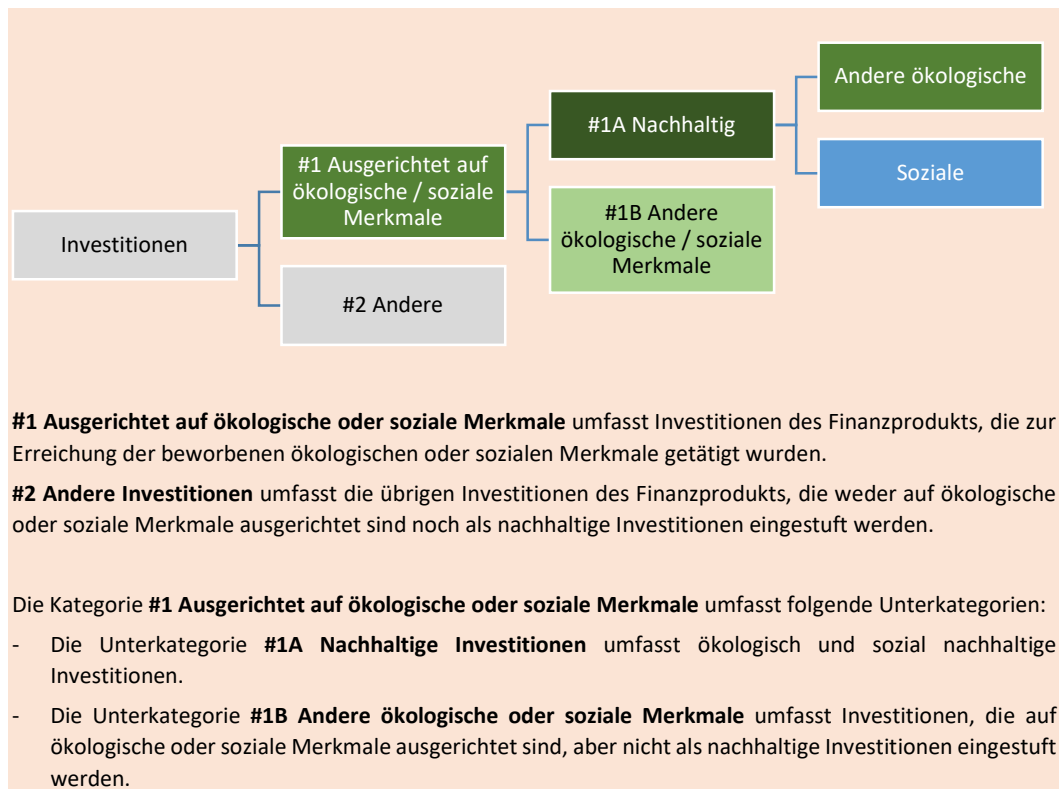 Andere ökologische
#1A Nachhaltig
#1 Ausgerichtet auf
ökologische / soziale
Merkmale
Soziale
#1B Andere
ökologische / soziale
Merkmale
Investitionen
#2 Andere
#1 Ausgerichtet auf ökologische oder soziale Merkmale umfasst Investitionen des Finanzprodukts, die zur
Erreichung der beworbenen ökologischen oder sozialen Merkmale getätigt wurden.
#2 Andere Investitionen umfasst die übrigen Investitionen des Finanzprodukts, die weder auf ökologische
oder soziale Merkmale ausgerichtet sind noch als nachhaltige Investitionen eingestuft werden.
Die Kategorie #1 Ausgerichtet auf ökologische oder soziale Merkmale umfasst folgende Unterkategorien:
- Die Unterkategorie #1A Nachhaltige Investitionen umfasst ökologisch und sozial nachhaltige
Investitionen.
- Die Unterkategorie #1B Andere ökologische oder soziale Merkmale umfasst Investitionen, die auf
ökologische oder soziale Merkmale ausgerichtet sind, aber nicht als nachhaltige Investitionen eingestuft
werden.